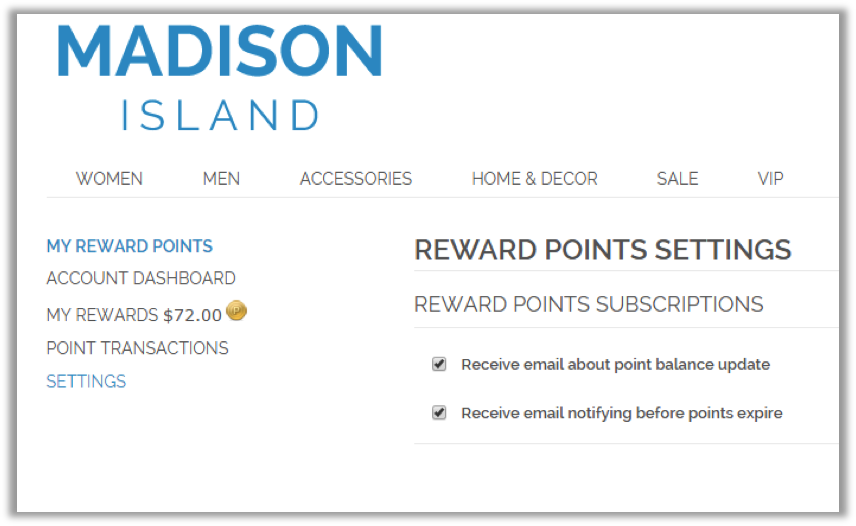 MADISON
ISLAND
WOMEN MEN ACCESSORIES HOME & DECOR SALE VIP
MY REWARD POINTS
ACCOUNT DASHBOARD
MY REWARDS $72.00 P
POINT TRANSACTIONS
SETTINGS
REWARD POINTS SETTINGS
REWARD POINTS SUBSCRIPTIONS
Receive email about point balance update
Receive email notifying before points expire